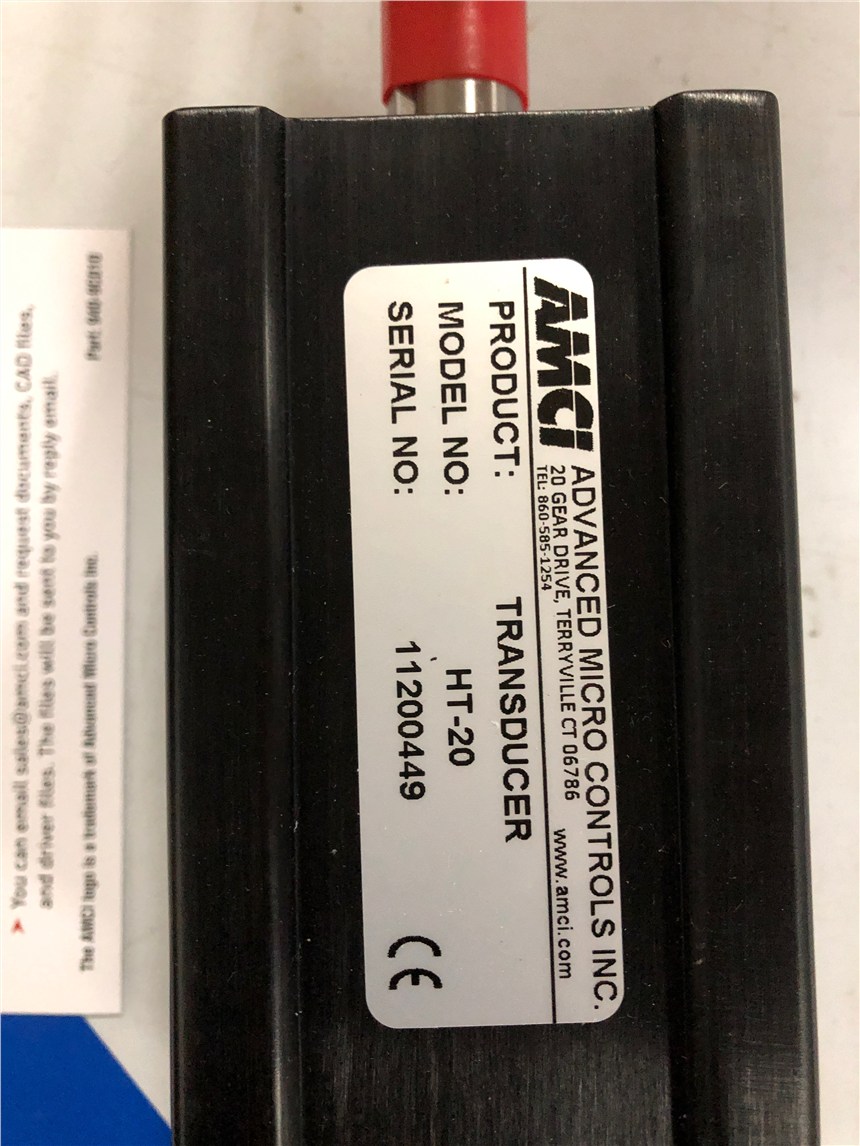 AMCI ADVANCED MICRO CONTROLS INC.
20 GEAR DRIVE, TERRYVILLE CT 06786 www.amci.com
TEL: 860-585-1254
PRODUCT: TRANSDUCER
MODEL NO: HT-20
SERIAL NO: 11200449
CE
➤ You can email sales@amci.com and request documents, CAD files,
and driver files. The files will be sent to you by reply email.
The AMCI logo is a trademark of Advanced Micro Controls Inc.